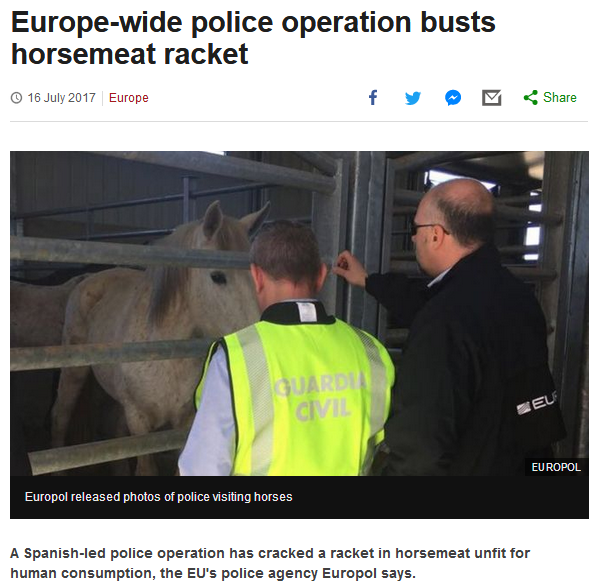 Europe-wide police operation busts
horsemeat racket
16 July 2017 Europe
Share
GUARDIA
CIVIL
EU
EUROPOL
Europol released photos of police visiting horses
A Spanish-led police operation has cracked a racket in horsemeat unfit for
human consumption, the EU's police agency Europol says.